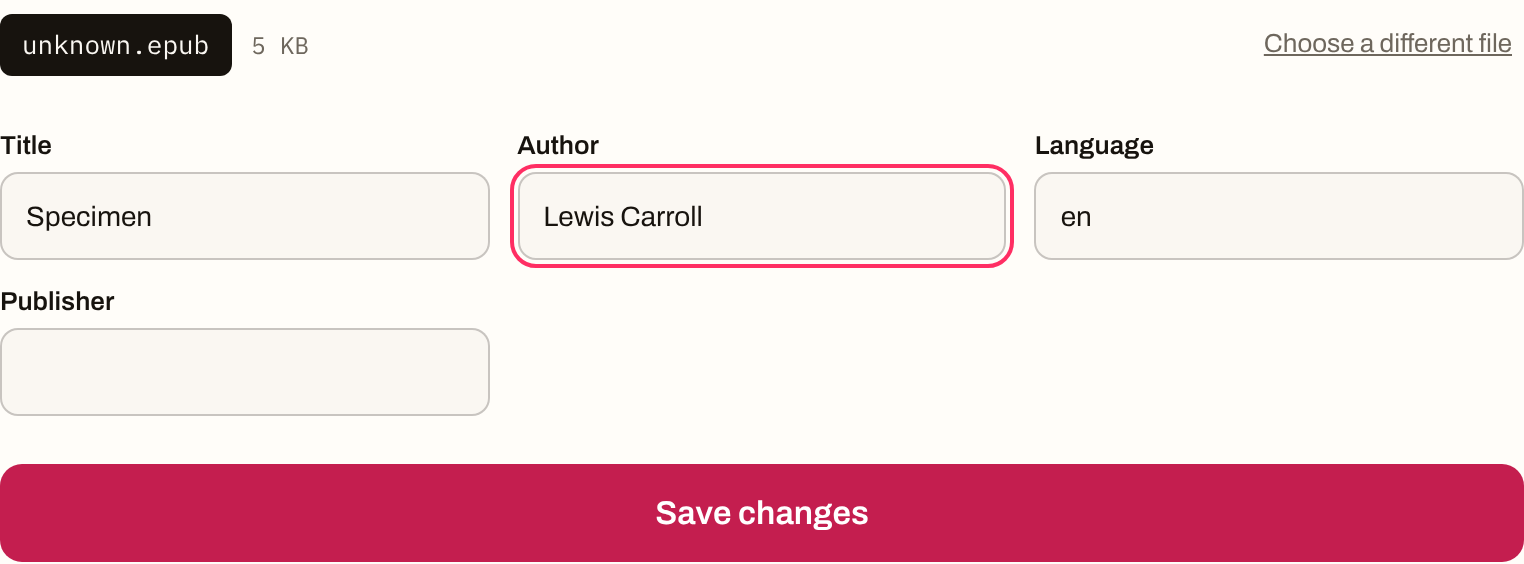 unknown.epub 5 KB Choose a different file
Title Author Language
Specimen Lewis Carroll en
Publisher
Save changes